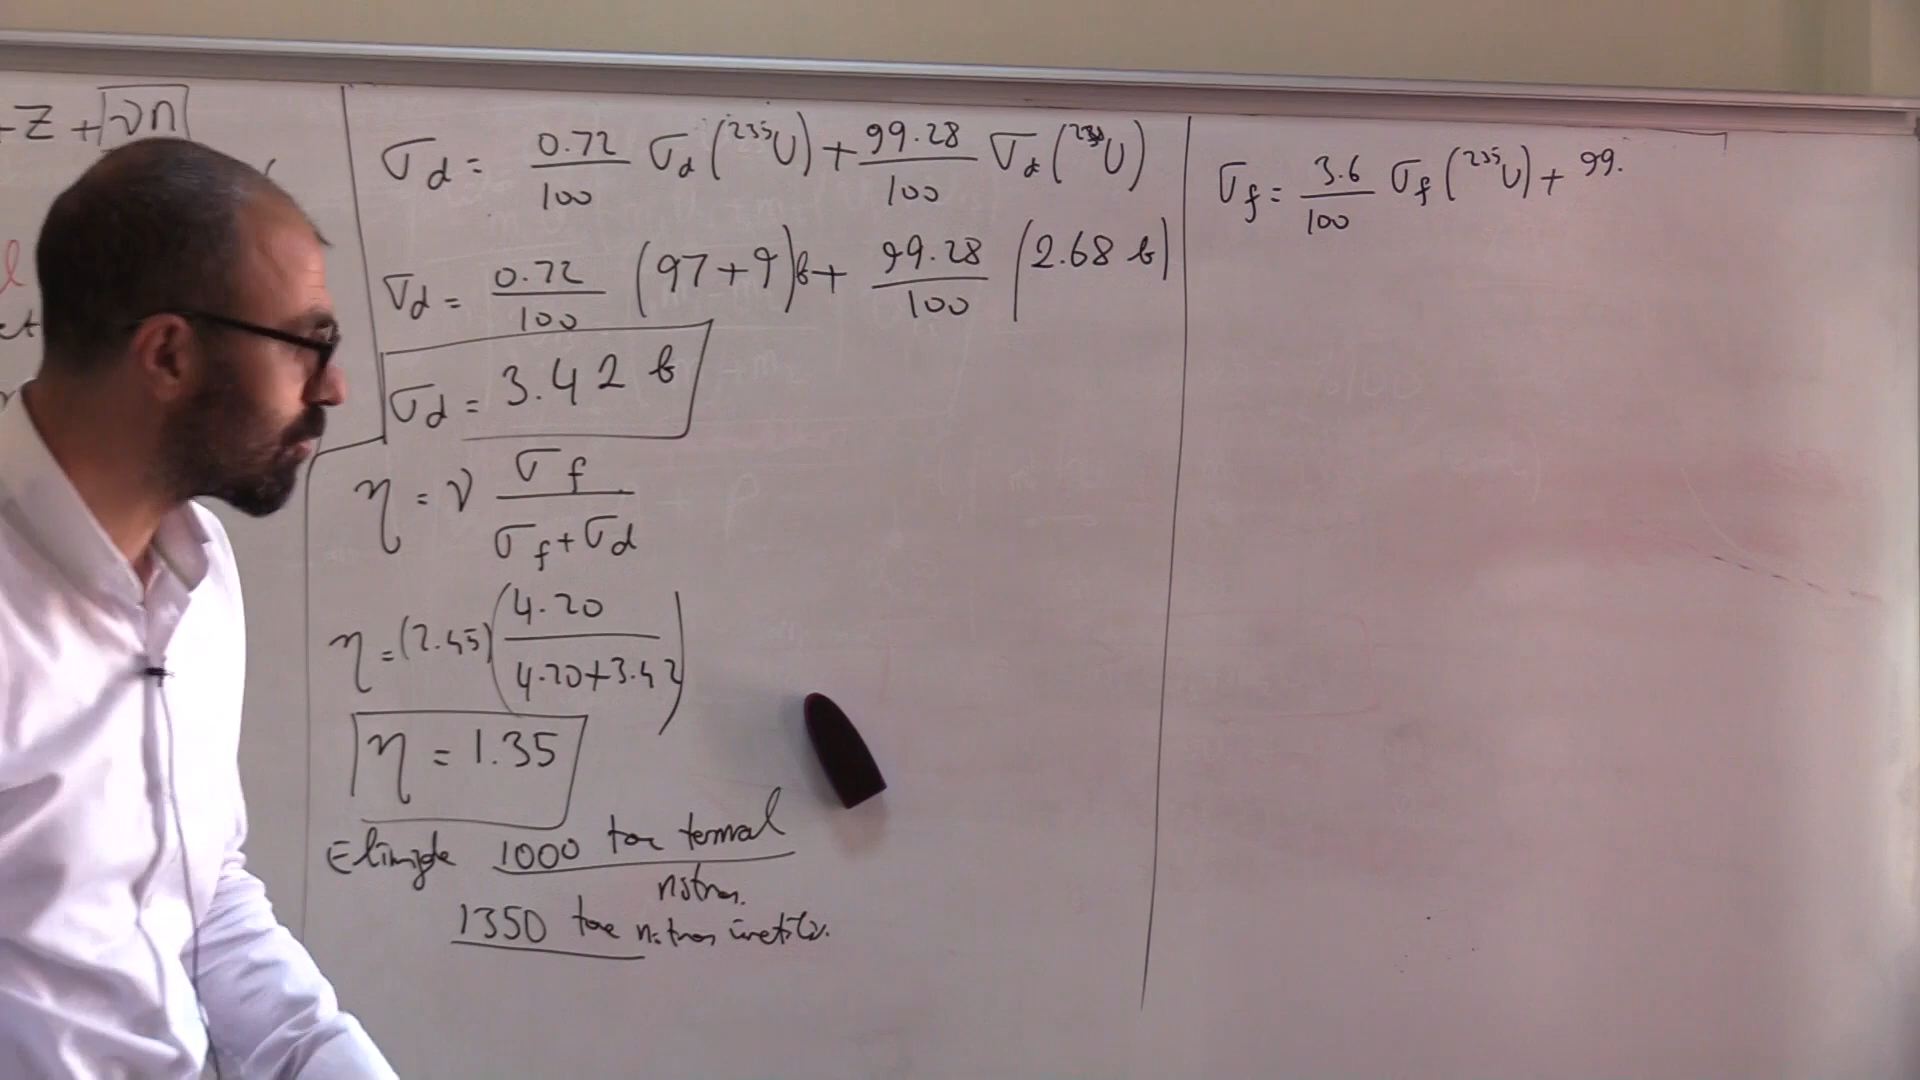 -Z + νn
σd = 0.72/100 σd (²³⁵U) + 99.28/100 σd (²³⁸U)
σd = 0.72/100 (97+9)b + 99.28/100 (2.68 b)
σd = 3.42 b
η = ν σf/(σf+σd)
η = (2.45) (4.20/(4.20+3.42))
η = 1.35
Elimizde 1000 tane termal
nötron.
1350 tane nötron üretilir.
σf = 3.6/100 σf (²³⁵U) + 99.